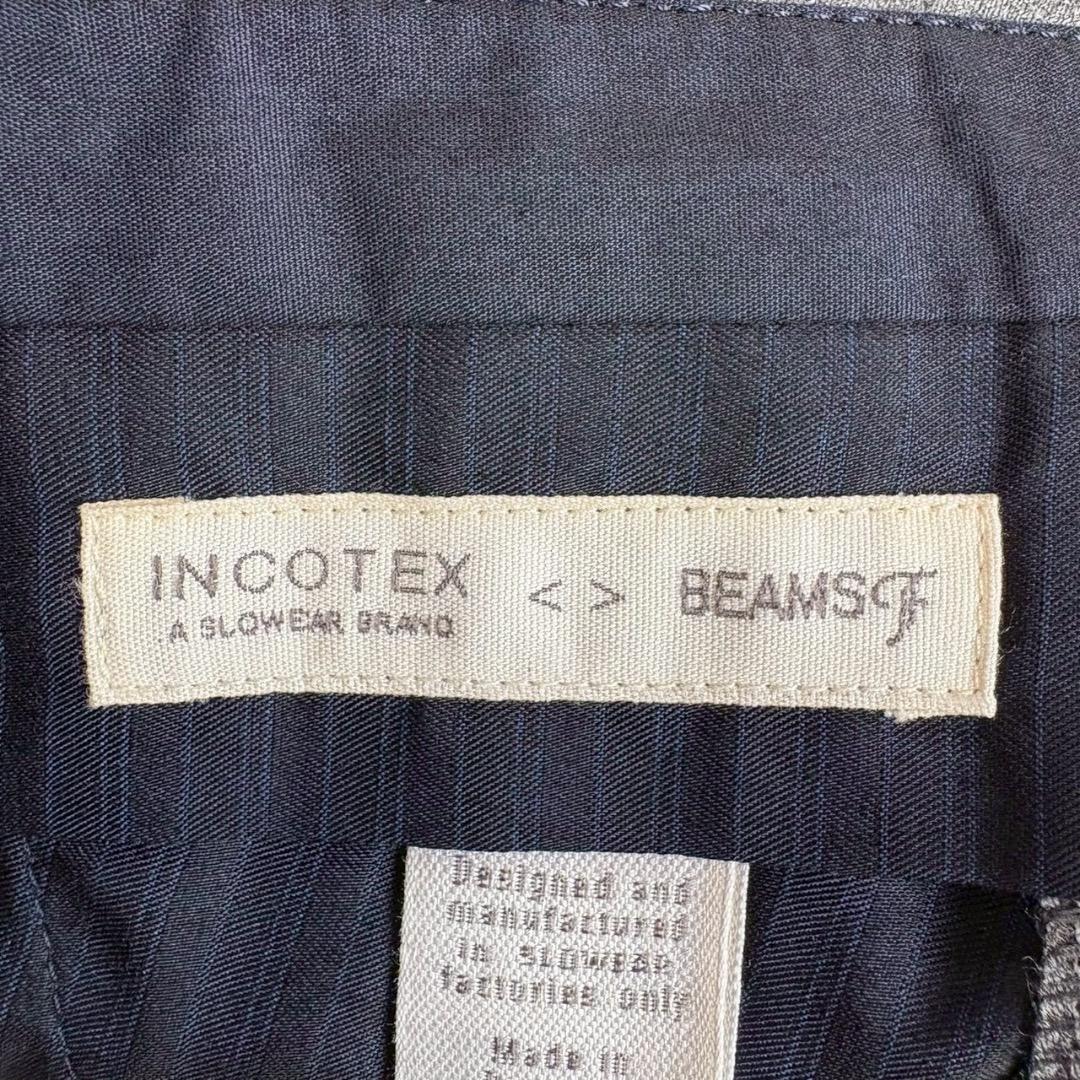 INCOTEX < > BEAMS F
A SLOWEAR BRAND
Designed and
manufactured
in SLOWEAR
factories only
Made in